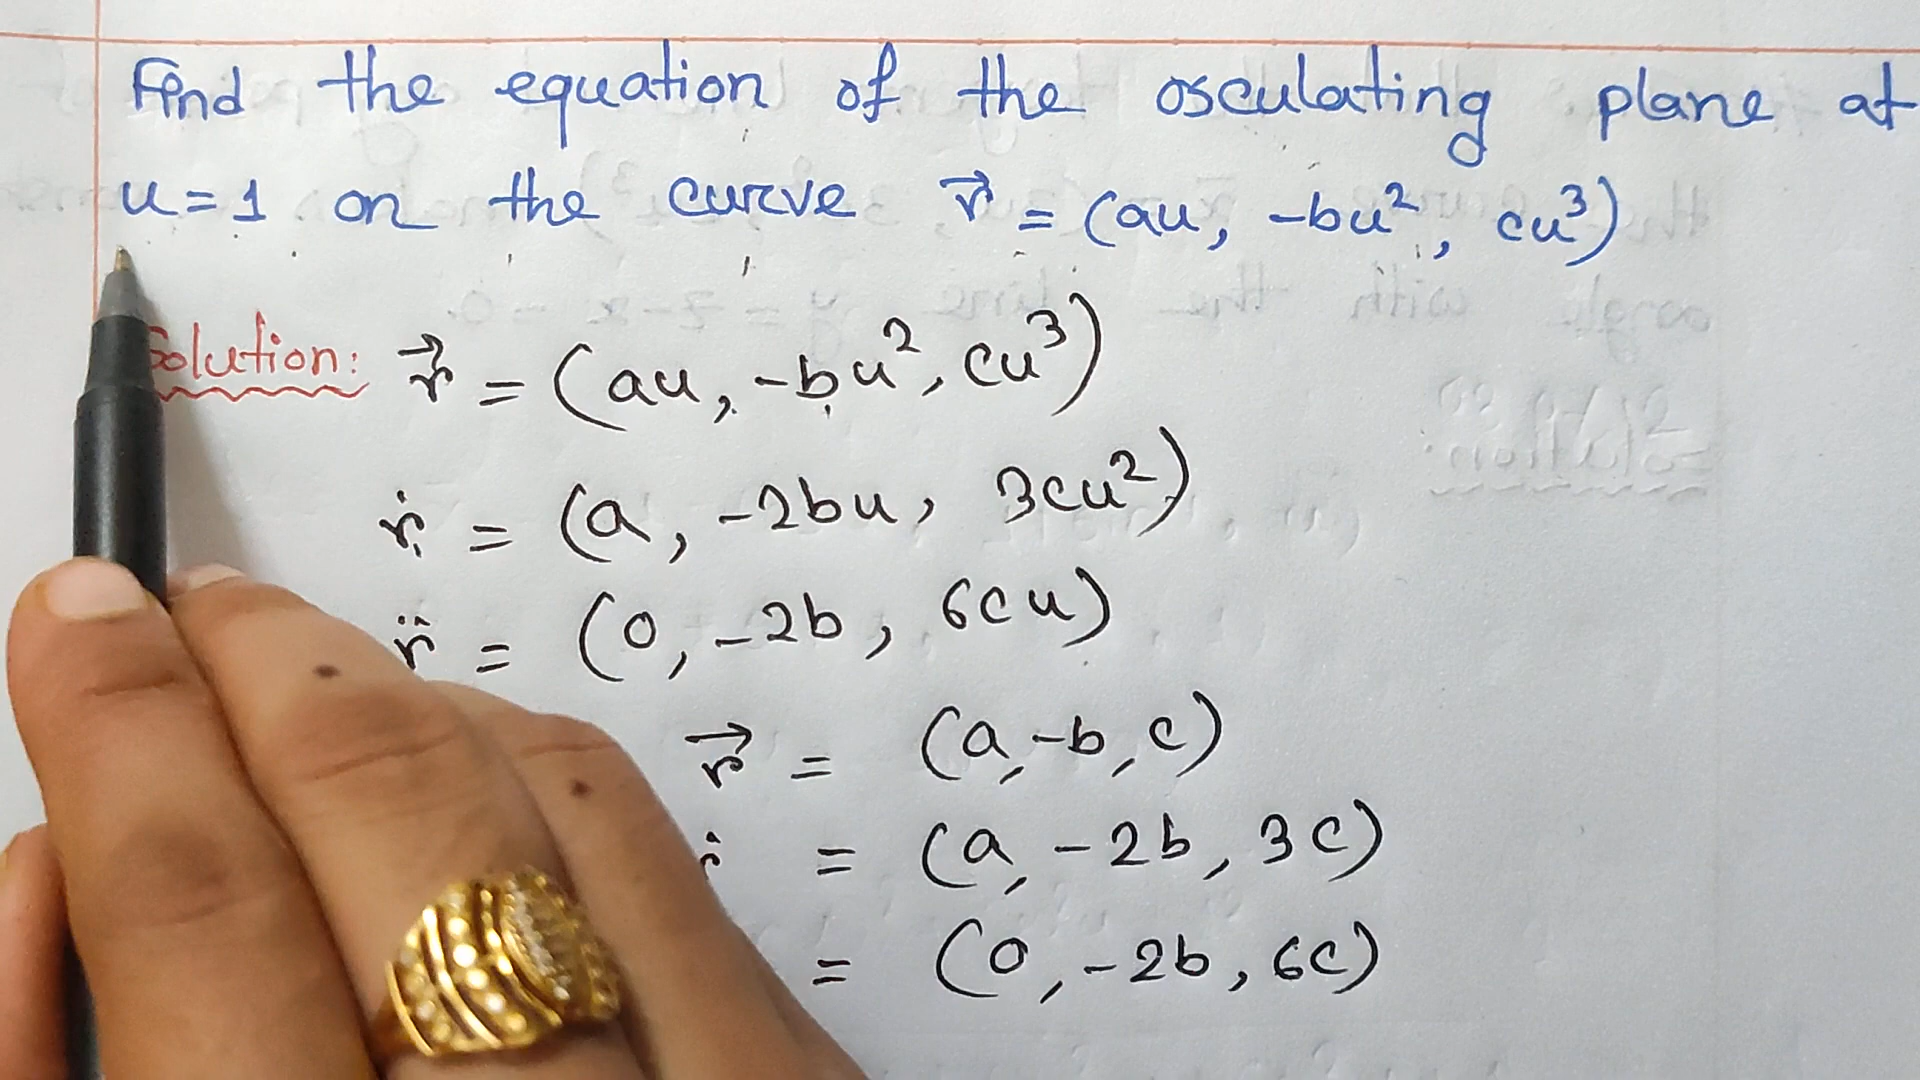 Find the equation of the osculating plane at
u = 1 on the curve r⃗ = (au, -bu², cu³)
Solution: r⃗ = (au, -bu², cu³)
ṙ = (a, -2bu, 3cu²)
r̈ = (0, -2b, 6cu)
r⃗ = (a, -b, c)
= (a, -2b, 3c)
= (0, -2b, 6c)